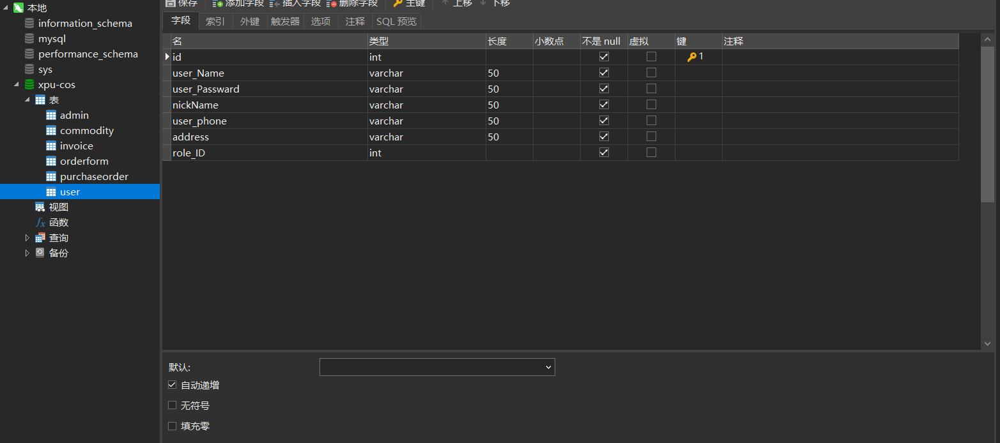 本地
information_schema
mysql
performance_schema
sys
xpu-cos
表
admin
commodity
invoice
orderform
purchaseorder
user
视图
fx 函数
查询
备份
保存 添加字段 插入字段 删除字段 主键 上移 下移
字段 索引 外键 触发器 选项 注释 SQL 预览
名 类型 长度 小数点 不是 null 虚拟 键 注释
id int 1
user_Name varchar 50
user_Passward varchar 50
nickName varchar 50
user_phone varchar 50
address varchar 50
role_ID int
默认:
自动递增
无符号
填充零